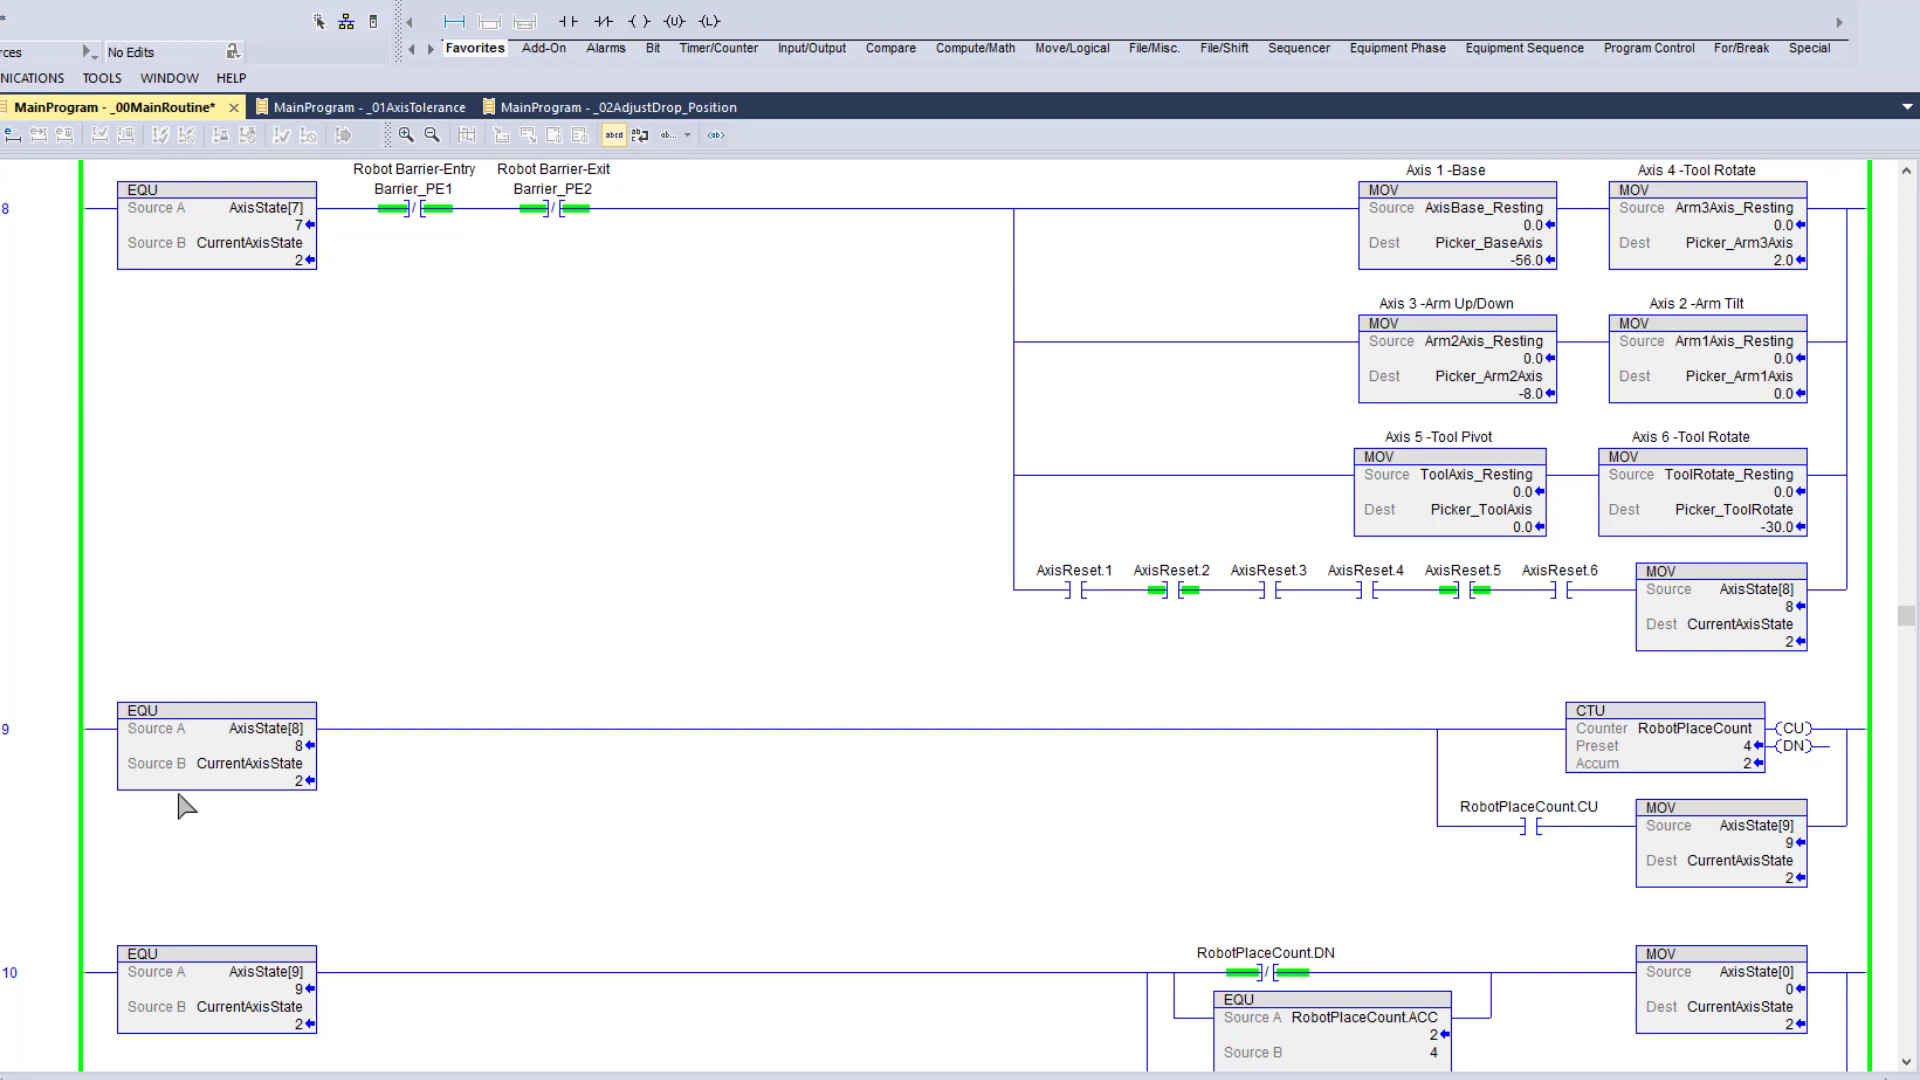 *
rces
No Edits
Favorites Add-On Alarms Bit Timer/Counter Input/Output Compare Compute/Math Move/Logical File/Misc. File/Shift Sequencer Equipment Phase Equipment Sequence Program Control For/Break Special
NICATIONS TOOLS WINDOW HELP
MainProgram - _00MainRoutine* MainProgram - _01AxisTolerance MainProgram - _02AdjustDrop_Position
8
EQU
Source A AxisState[7]
7
Source B CurrentAxisState
2
Robot Barrier-Entry
Barrier_PE1
Robot Barrier-Exit
Barrier_PE2
Axis 1 -Base
MOV
Source AxisBase_Resting
0.0
Dest Picker_BaseAxis
-56.0
Axis 4 -Tool Rotate
MOV
Source Arm3Axis_Resting
0.0
Dest Picker_Arm3Axis
2.0
Axis 3 -Arm Up/Down
MOV
Source Arm2Axis_Resting
0.0
Dest Picker_Arm2Axis
-8.0
Axis 2 -Arm Tilt
MOV
Source Arm1Axis_Resting
0.0
Dest Picker_Arm1Axis
0.0
Axis 5 -Tool Pivot
MOV
Source ToolAxis_Resting
0.0
Dest Picker_ToolAxis
0.0
Axis 6 -Tool Rotate
MOV
Source ToolRotate_Resting
0.0
Dest Picker_ToolRotate
-30.0
AxisReset.1 AxisReset.2 AxisReset.3 AxisReset.4 AxisReset.5 AxisReset.6
MOV
Source AxisState[8]
8
Dest CurrentAxisState
2
9
EQU
Source A AxisState[8]
8
Source B CurrentAxisState
2
CTU
Counter RobotPlaceCount
Preset 4
Accum 2
(CU)
(DN)
RobotPlaceCount.CU
MOV
Source AxisState[9]
9
Dest CurrentAxisState
2
10
EQU
Source A AxisState[9]
9
Source B CurrentAxisState
2
RobotPlaceCount.DN
EQU
Source A RobotPlaceCount.ACC
2
Source B 4
MOV
Source AxisState[0]
0
Dest CurrentAxisState
2